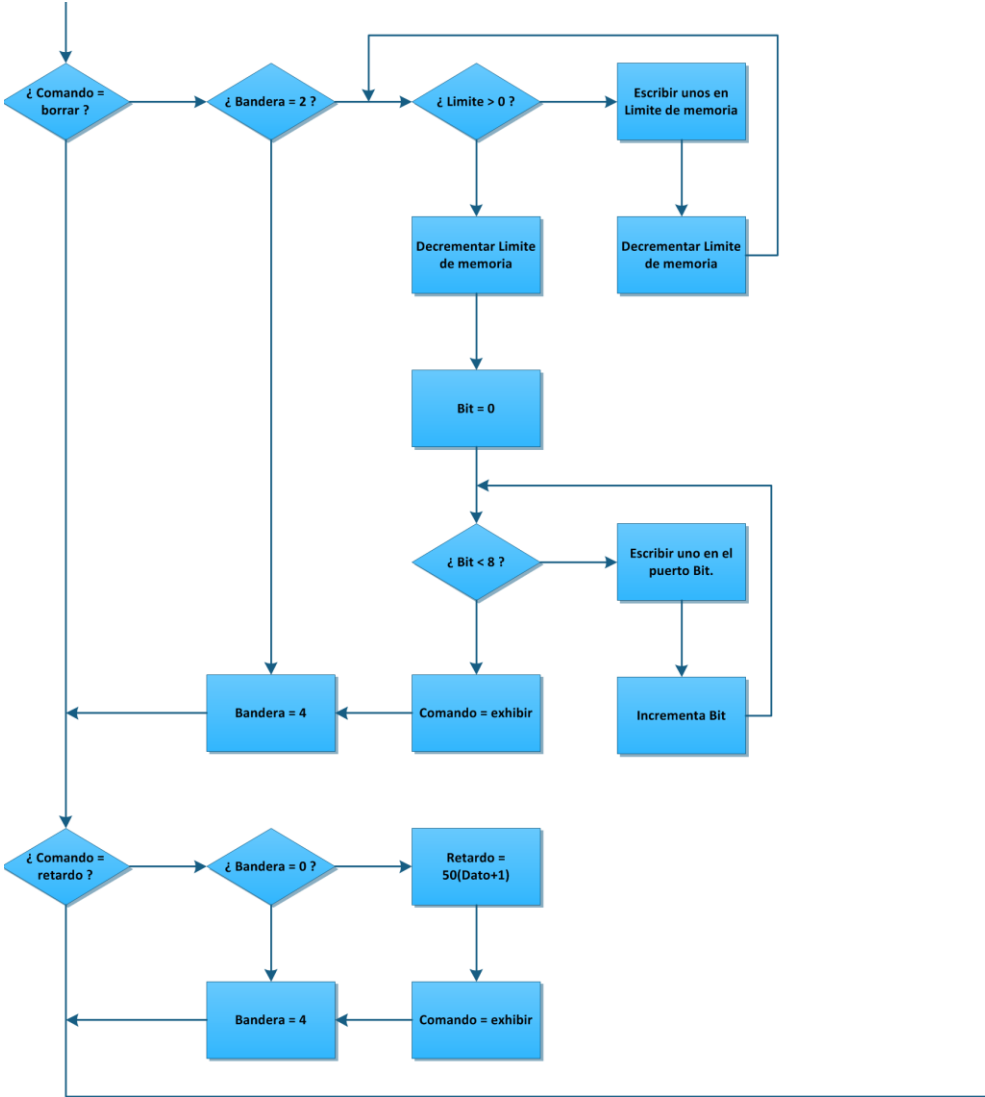 ¿ Comando =
borrar ?
¿ Bandera = 2 ?
¿ Limite > 0 ?
Escribir unos en
Limite de memoria
Decrementar Limite
de memoria
Decrementar Limite
de memoria
Bit = 0
¿ Bit < 8 ?
Escribir uno en el
puerto Bit.
Bandera = 4
Comando = exhibir
Incrementa Bit
¿ Comando =
retardo ?
¿ Bandera = 0 ?
Retardo =
50(Dato+1)
Bandera = 4
Comando = exhibir